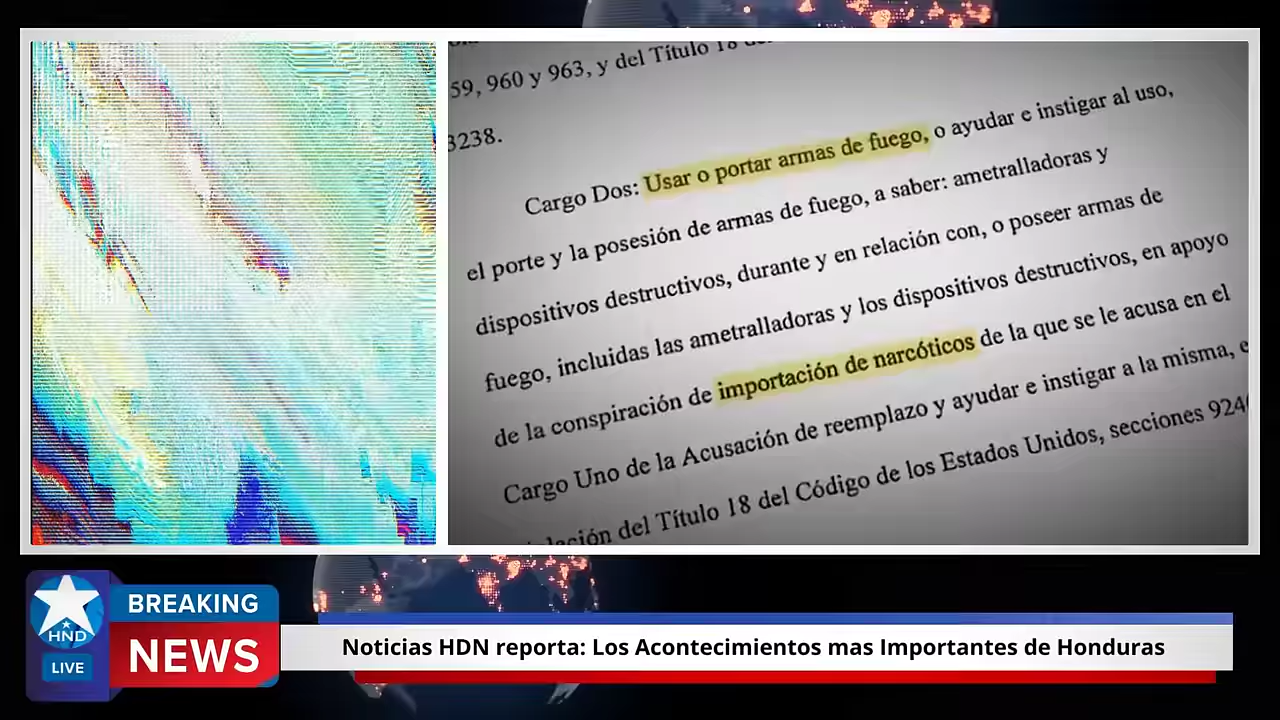 59, 960 y 963, y del Título 18
3238.
Cargo Dos: Usar o portar armas de fuego, o ayudar e instigar al uso,
el porte y la posesión de armas de fuego, a saber: ametralladoras y
dispositivos destructivos, durante y en relación con, o poseer armas de
fuego, incluidas las ametralladoras y los dispositivos destructivos, en apoyo
de la conspiración de importación de narcóticos de la que se le acusa en el
Cargo Uno de la Acusación de reemplazo y ayudar e instigar a la misma, e
del Título 18 del Código de los Estados Unidos, secciones 924
HND
LIVE
BREAKING
NEWS
Noticias HDN reporta: Los Acontecimientos mas Importantes de Honduras